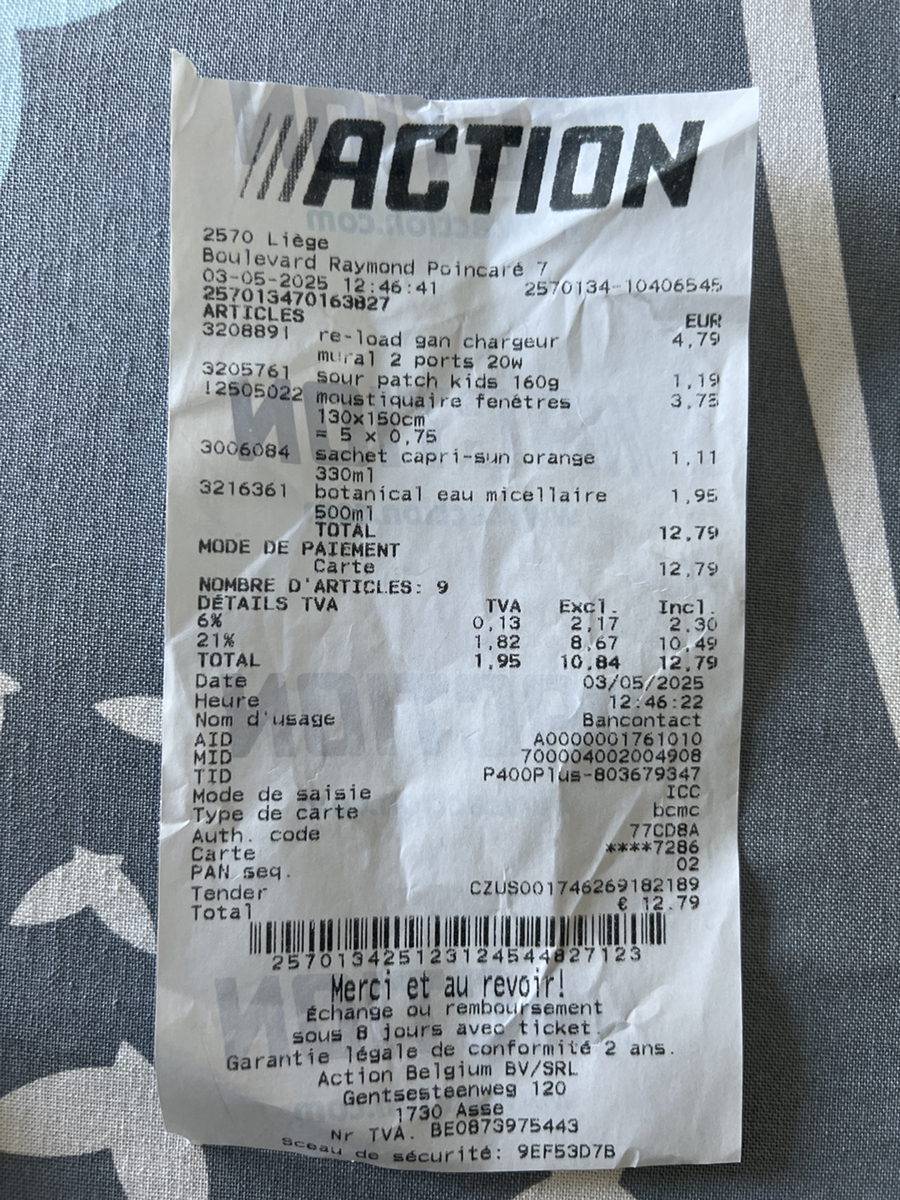 ACTION
2570 Liège
Boulevard Raymond Poincaré 7
03-05-2025 12:46:41 2570134-10406545
257013470163827
ARTICLES EUR
3208891 re-load gan chargeur 4,79
mural 2 ports 20w
3205761 sour patch kids 160g 1,19
12505022 moustiquaire fenêtres 3,75
130x150cm
= 5 x 0,75
3006084 sachet capri-sun orange 1,11
330ml
3216361 botanical eau micellaire 1,95
500ml
TOTAL 12,79
MODE DE PAIEMENT
Carte 12,79
NOMBRE D'ARTICLES: 9
DÉTAILS TVA TVA Excl. Incl.
6% 0,13 2,17 2,30
21% 1,82 8,67 10,49
TOTAL 1,95 10,84 12,79
Date 03/05/2025
Heure 12:46:22
Nom d'usage Bancontact
AID A0000001761010
MID 700004002004908
TID P400Plus-803679347
Mode de saisie ICC
Type de carte bcmc
Auth. code 77CD8A
Carte ****7286
PAN seq. 02
Tender CZUS001746269182189
Total € 12.79
257013425123124544827123
Merci et au revoir!
Échange ou remboursement
sous 8 jours avec ticket.
Garantie légale de conformité 2 ans.
Action Belgium BV/SRL
Gentsesteenweg 120
1730 Asse
Nr TVA. BE0873975443
Sceau de sécurité: 9EF53D7B